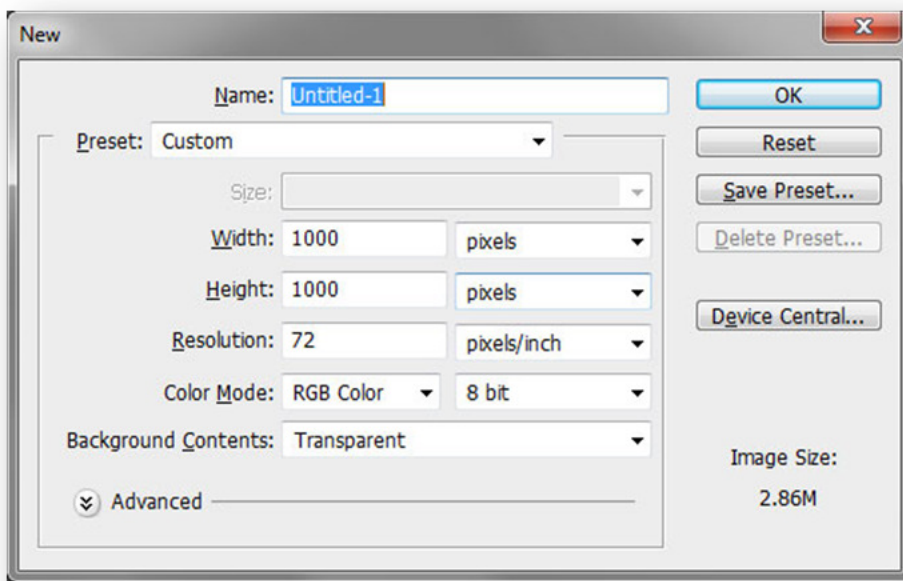 New
Name: Untitled-1
OK
Preset: Custom
Reset
Size:
Save Preset...
Width: 1000 pixels
Delete Preset...
Height: 1000 pixels
Device Central...
Resolution: 72 pixels/inch
Color Mode: RGB Color 8 bit
Background Contents: Transparent
Image Size:
2.86M
Advanced